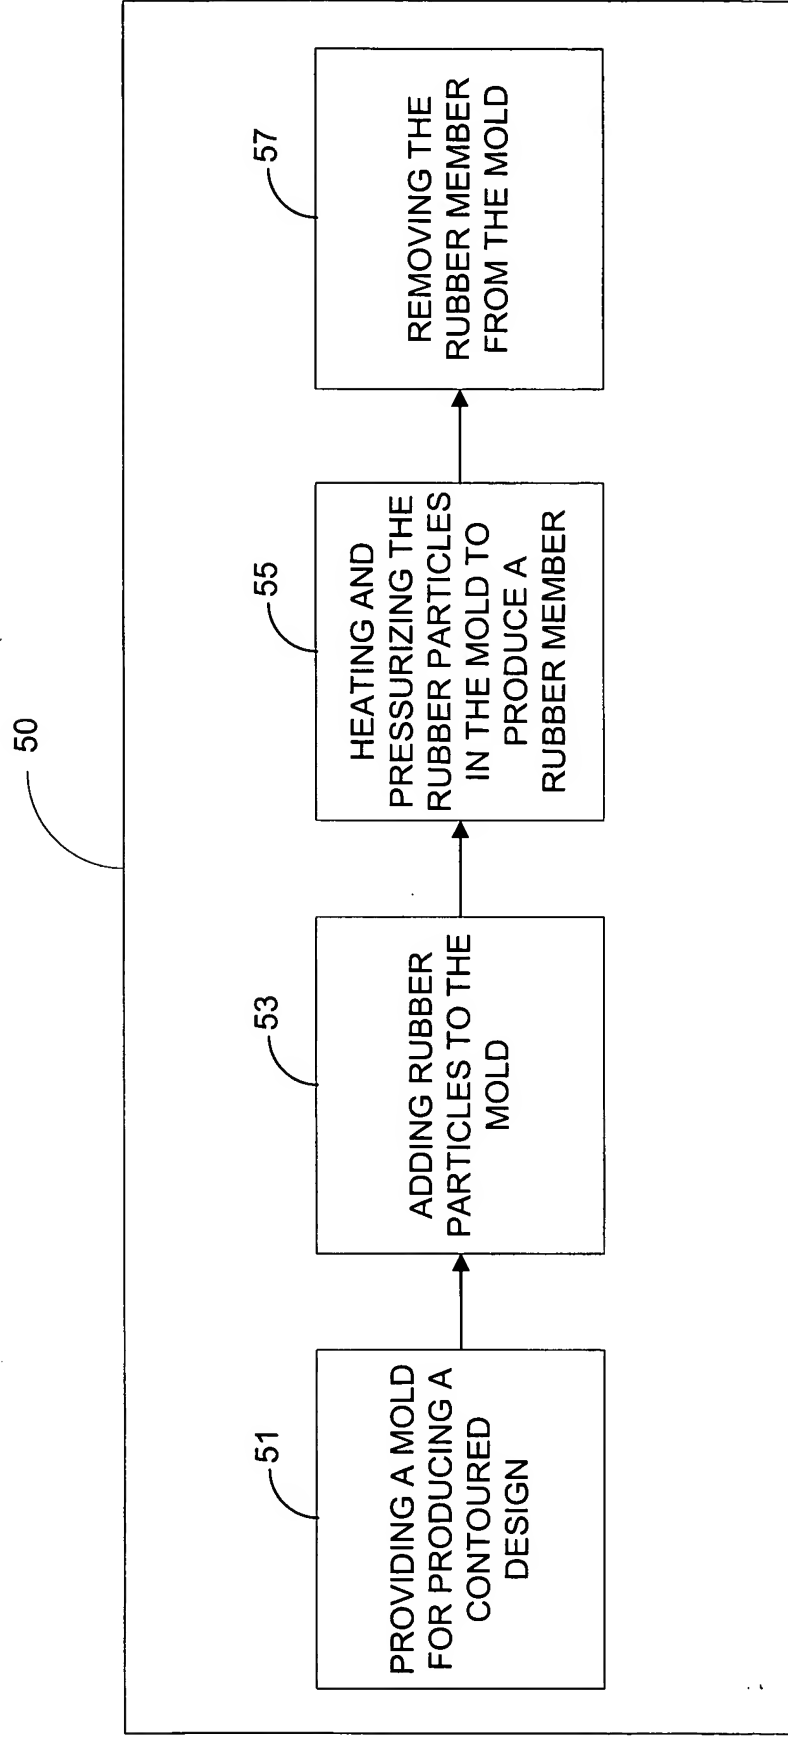 50
51
PROVIDING A MOLD
FOR PRODUCING A
CONTOURED
DESIGN
53
ADDING RUBBER
PARTICLES TO THE
MOLD
55
HEATING AND
PRESSURIZING THE
RUBBER PARTICLES
IN THE MOLD TO
PRODUCE A
RUBBER MEMBER
57
REMOVING THE
RUBBER MEMBER
FROM THE MOLD